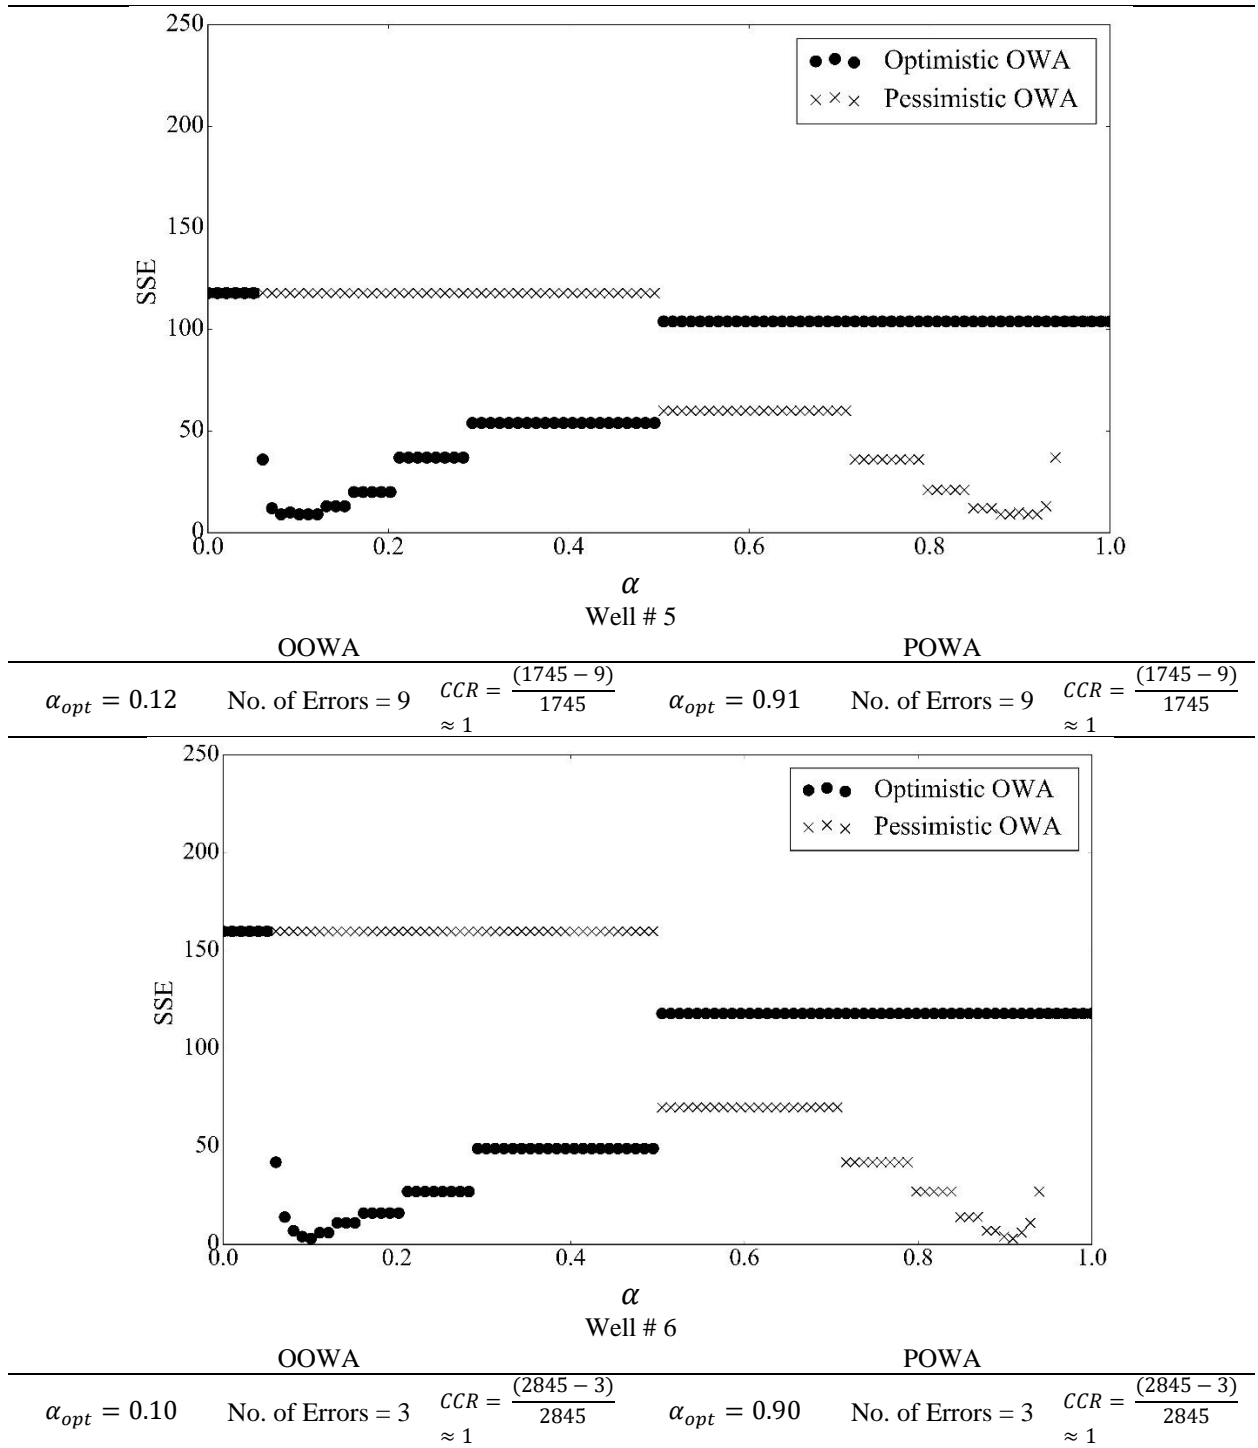 250
200
150
100
50
0
SSE
Optimistic OWA
Pessimistic OWA
0.0 0.2 0.4 0.6 0.8 1.0
α
Well # 5
OOWA POWA
α_opt = 0.12 No. of Errors = 9 CCR = (1745 − 9)/1745 ≈ 1 α_opt = 0.91 No. of Errors = 9 CCR = (1745 − 9)/1745 ≈ 1
250
200
150
100
50
0
SSE
Optimistic OWA
Pessimistic OWA
0.0 0.2 0.4 0.6 0.8 1.0
α
Well # 6
OOWA POWA
α_opt = 0.10 No. of Errors = 3 CCR = (2845 − 3)/2845 ≈ 1 α_opt = 0.90 No. of Errors = 3 CCR = (2845 − 3)/2845 ≈ 1